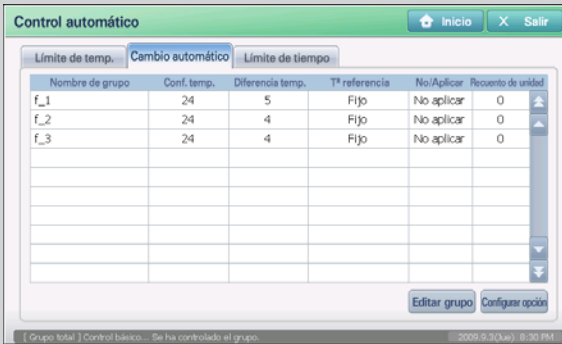 Control automático
Inicio
X Salir
Límite de temp. Cambio automático Límite de tiempo
Nombre de grupo Conf. temp. Diferencia temp. Tª referencia No/Aplicar Recuento de unidad
f_1 24 5 Fijo No aplicar 0
f_2 24 4 Fijo No aplicar 0
f_3 24 4 Fijo No aplicar 0
Editar grupo Configurar opción
[ Grupo total ] Control básico... Se ha controlado el grupo. 2009.9.3(Jue) 8:30 PM